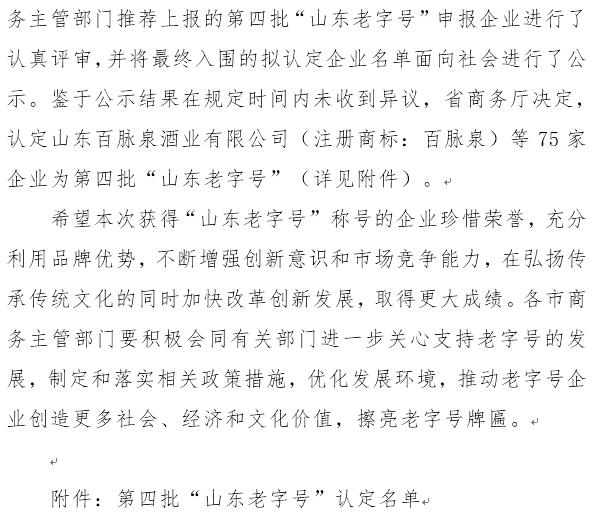 务主管部门推荐上报的第四批“山东老字号”申报企业进行了
认真评审,并将最终入围的拟认定企业名单面向社会进行了公
示。鉴于公示结果在规定时间内未收到异议，省商务厅决定，
认定山东百脉泉酒业有限公司（注册商标：百脉泉）等 75 家
企业为第四批“山东老字号”（详见附件）。
希望本次获得“山东老字号”称号的企业珍惜荣誉，充分
利用品牌优势，不断增强创新意识和市场竞争能力，在弘扬传
承传统文化的同时加快改革创新发展，取得更大成绩。各市商
务主管部门要积极会同有关部门进一步关心支持老字号的发
展，制定和落实相关政策措施，优化发展环境，推动老字号企
业创造更多社会、经济和文化价值，擦亮老字号牌匾。
附件：第四批“山东老字号”认定名单